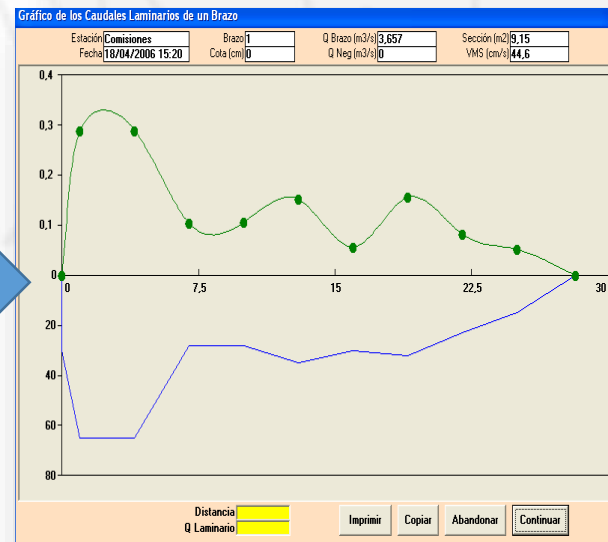 Gráfico de los Caudales Laminarios de un Brazo
Estación Comisiones Brazo 1 Q Brazo (m3/s) 3,657 Sección (m2) 9,15
Fecha 18/04/2006 15:20 Cota (cm) 0 Q Neg (m3/s) 0 VMS (cm/s) 44,6
0,4
0,3
0,2
0,1
0
0 7,5 15 22,5 30
20
40
60
80
Distancia
Q Laminario
Imprimir Copiar Abandonar Continuar